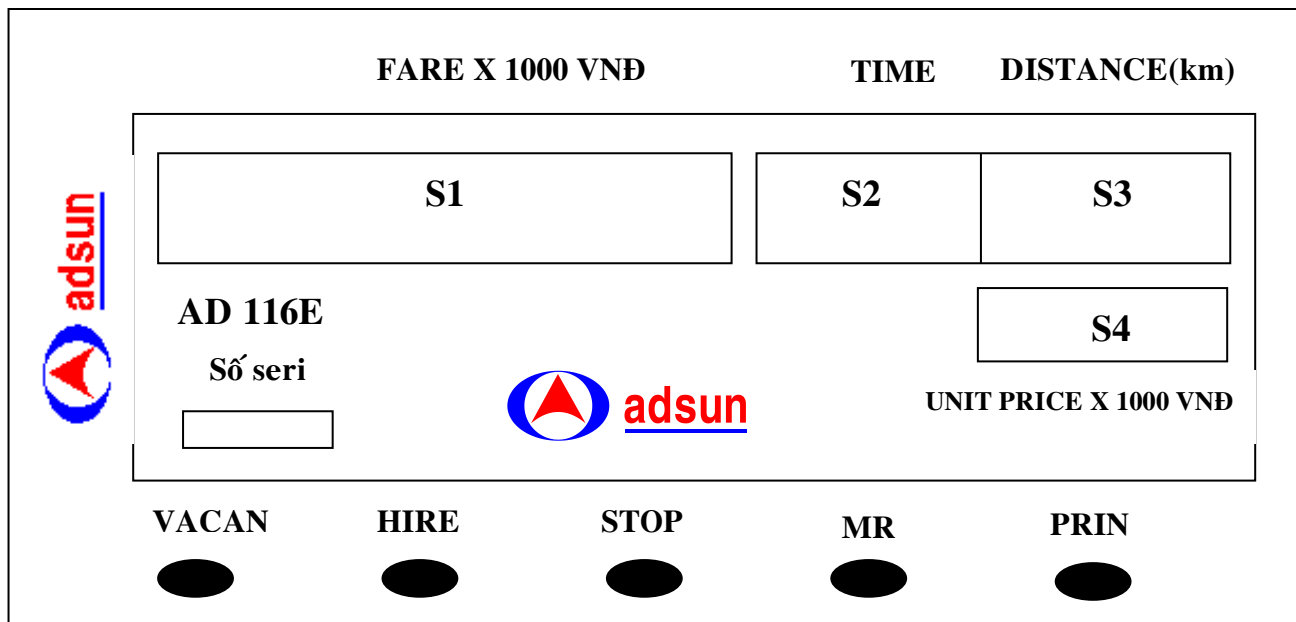 FARE X 1000 VNĐ TIME DISTANCE(km)
S1 S2 S3
adsun
AD 116E
S4
Số seri
adsun
UNIT PRICE X 1000 VNĐ
VACAN HIRE STOP MR PRIN